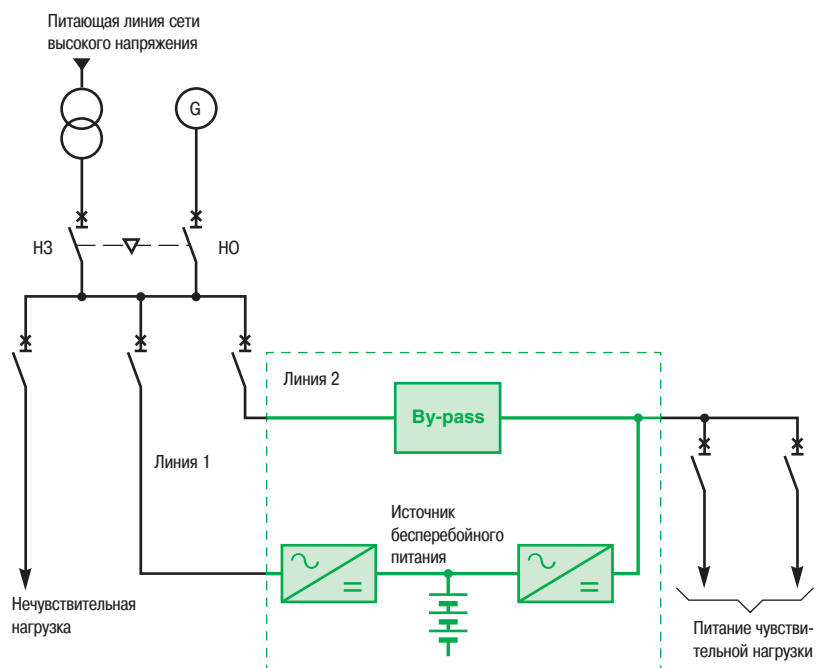 Питающая линия сети
высокого напряжения
G
НЗ
НО
Линия 2
By-pass
Линия 1
Источник
бесперебойного
питания
Нечувствительная
нагрузка
Питание чувстви-
тельной нагрузки